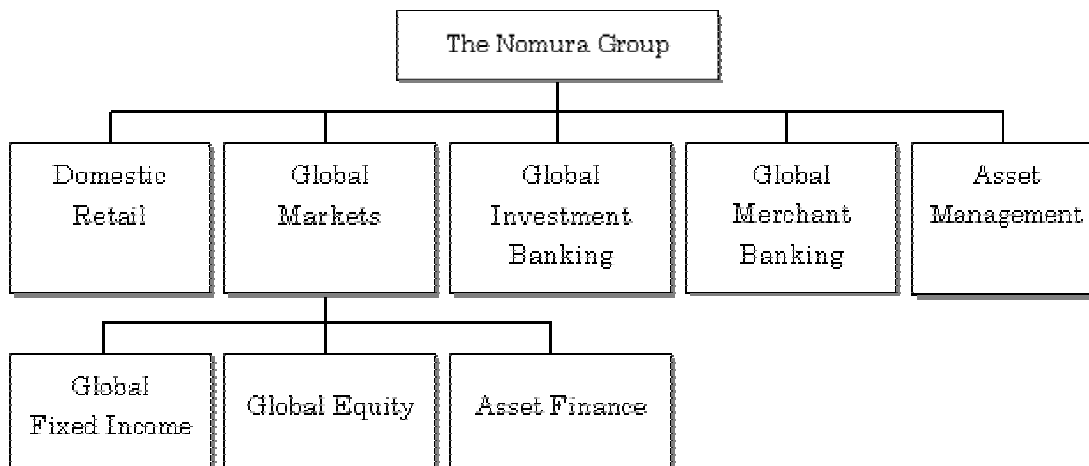 The Nomura Group
Domestic
Retail
Global
Markets
Global
Investment
Banking
Global
Merchant
Banking
Asset
Management
Global
Fixed Income
Global Equity
Asset Finance